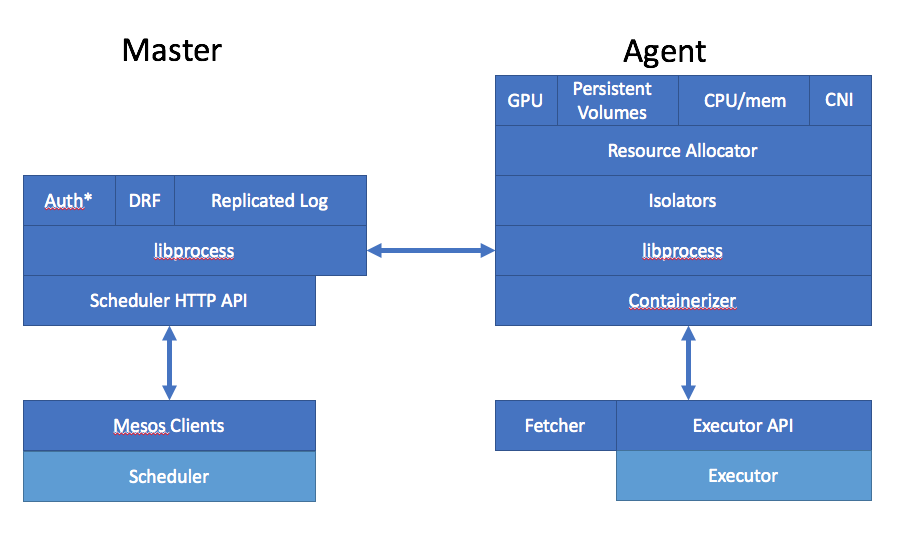 Master
Auth*
DRF
Replicated Log
libprocess
Scheduler HTTP API
Mesos Clients
Scheduler
Agent
GPU
Persistent
Volumes
CPU/mem
CNI
Resource Allocator
Isolators
libprocess
Containerizer
Fetcher
Executor API
Executor